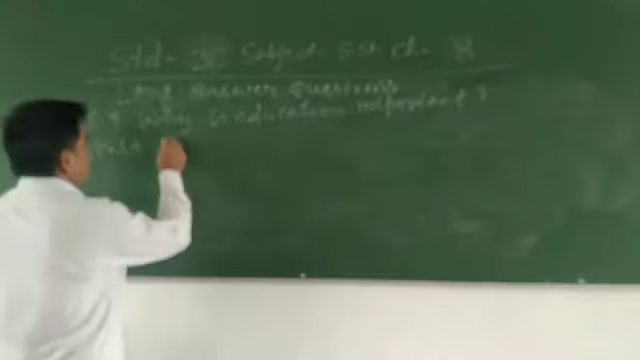 Std- Subject- SSt Ch- 8
Long Answer Questions
Why is education important?